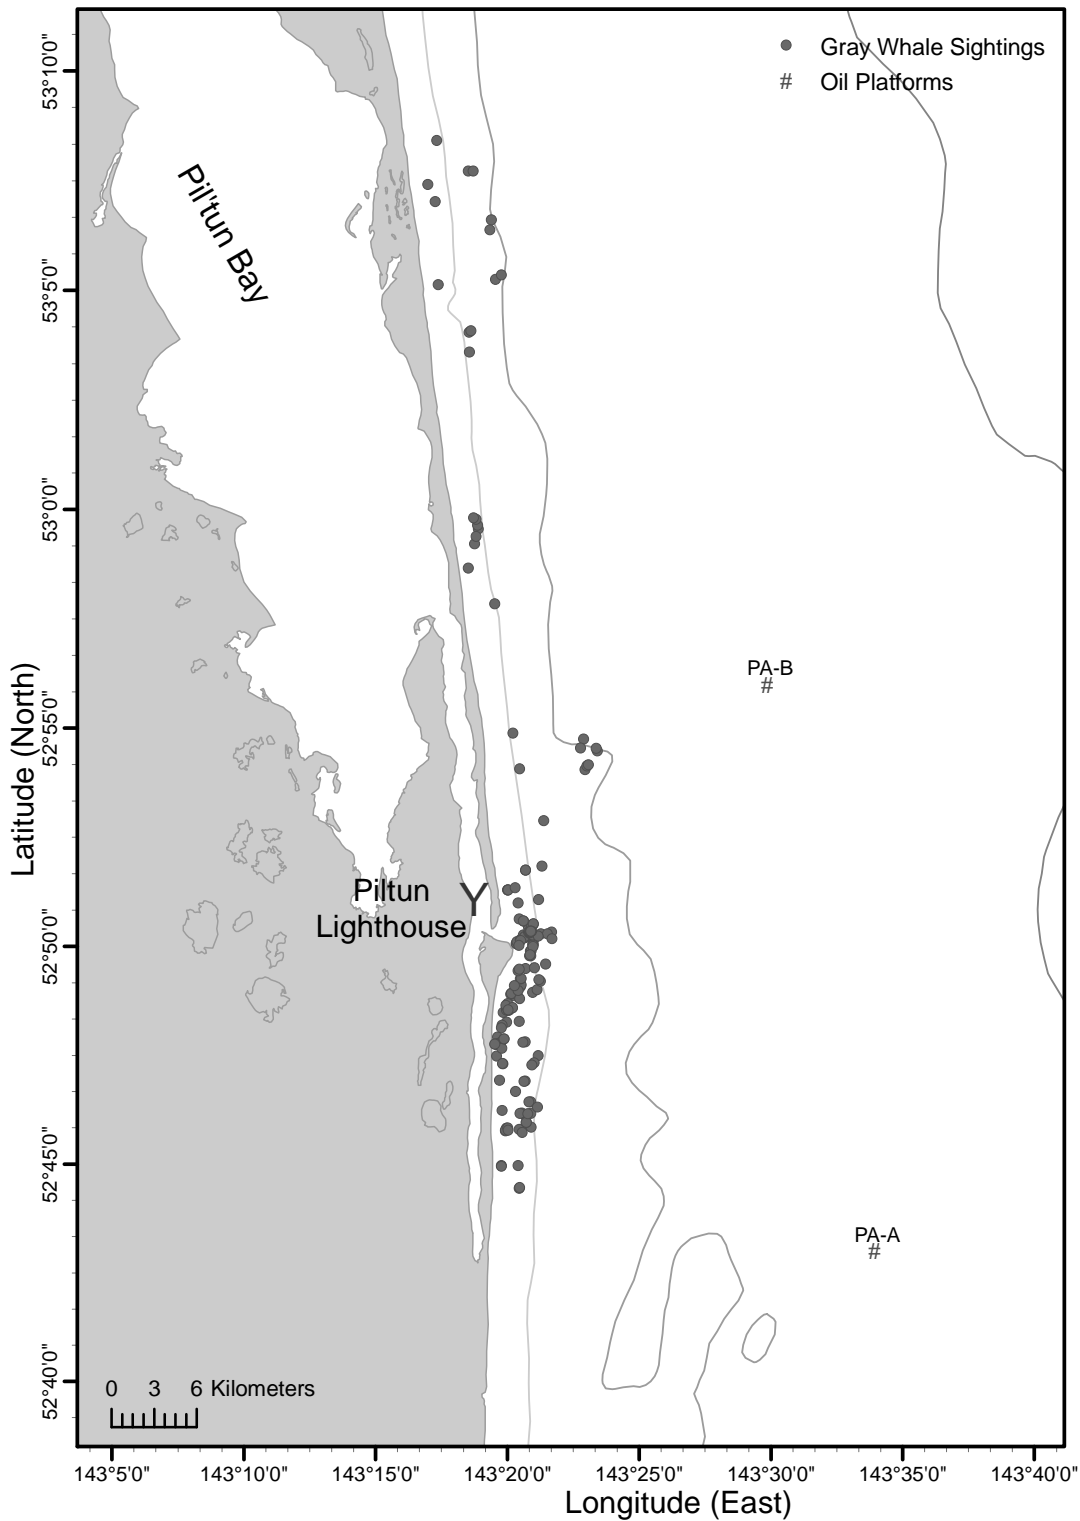 Gray Whale Sightings
# Oil Platforms
Pil'tun Bay
PA-B
#
Piltun
Lighthouse
Y
PA-A
#
0 3 6 Kilometers
53°10'0"
53°5'0"
53°0'0"
52°55'0"
52°50'0"
52°45'0"
52°40'0"
Latitude (North)
143°5'0" 143°10'0" 143°15'0" 143°20'0" 143°25'0" 143°30'0" 143°35'0" 143°40'0"
Longitude (East)